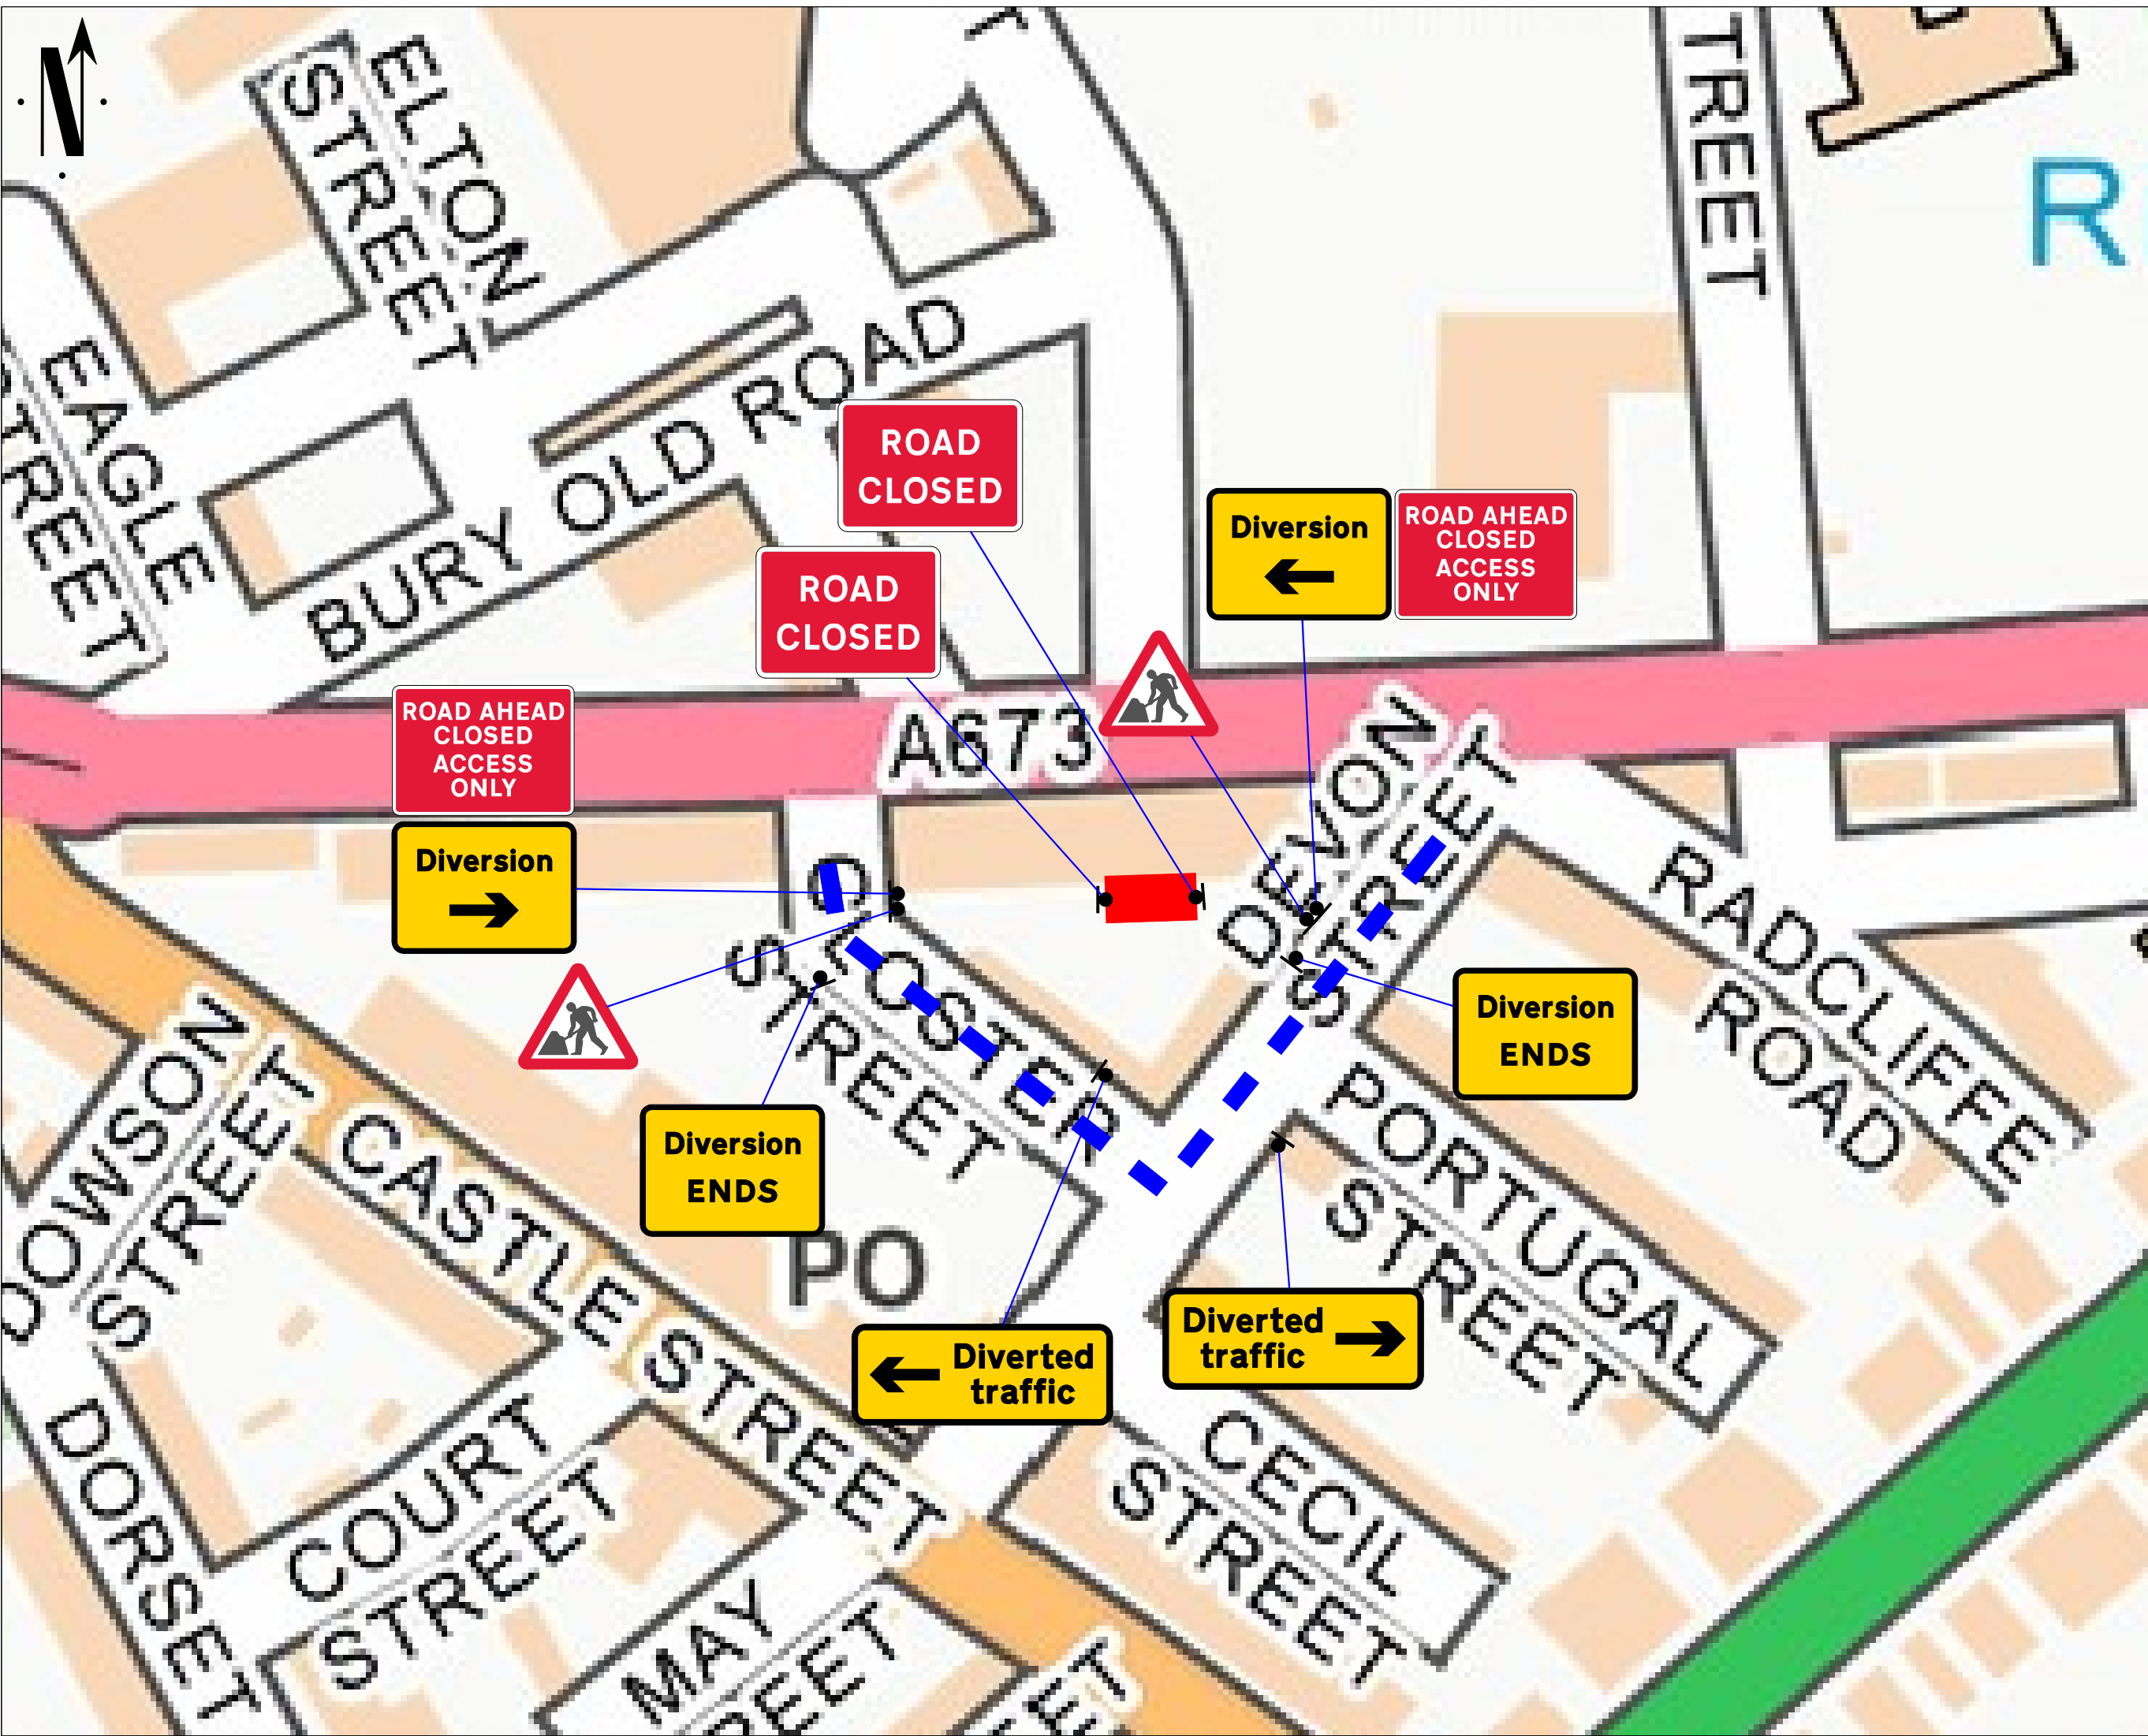 N
ELTON
STREET
TREET
R
EAGLE
STREET
BURY OLD ROAD
ROAD
CLOSED
ROAD
CLOSED
Diversion
ROAD AHEAD
CLOSED
ACCESS
ONLY
ROAD AHEAD
CLOSED
ACCESS
ONLY
Diversion
A673
DEVON
STREET
STREET
RADCLIFFE
ROAD
Diversion
ENDS
Diversion
ENDS
DOWSON
STREET
CASTLE STREET
PO
PORTUGAL
STREET
Diverted
traffic
Diverted
traffic
CECIL
STREET
DORSET
COURT
STREET
MAY
REET
ET